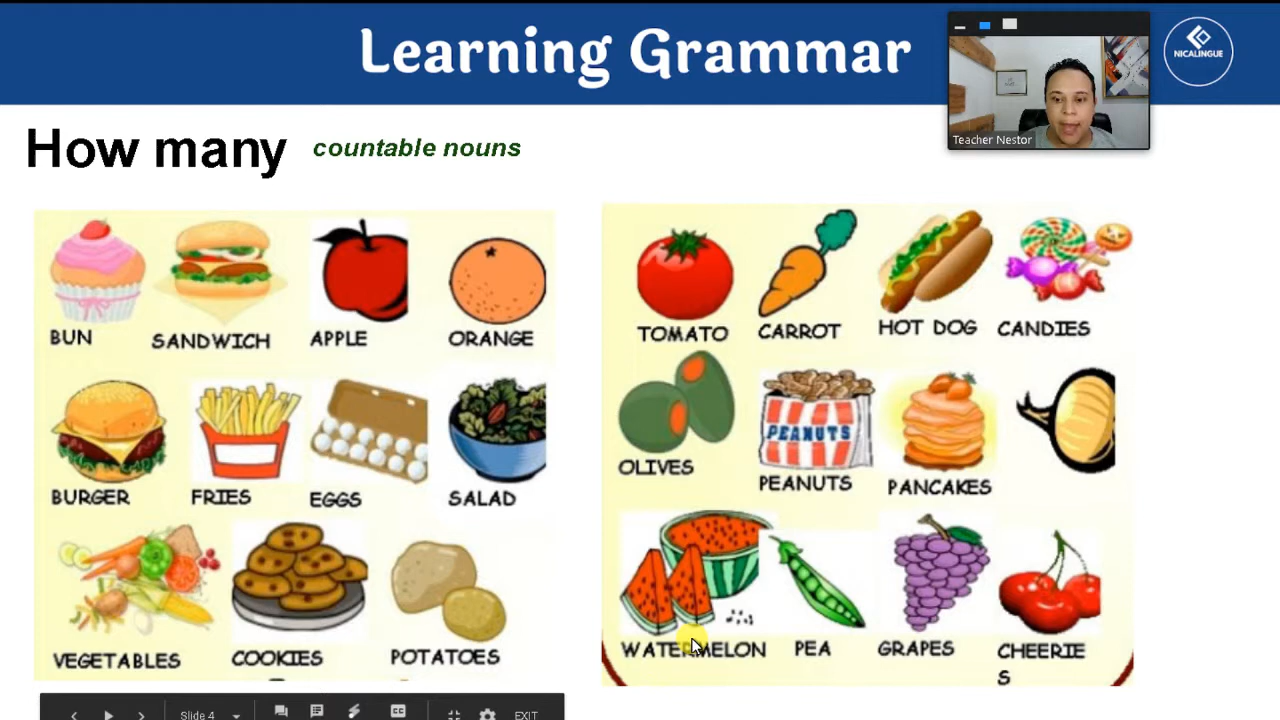 Learning Grammar
NICALINGUE
Teacher Nestor
How many countable nouns
BUN SANDWICH APPLE ORANGE
BURGER FRIES EGGS SALAD
VEGETABLES COOKIES POTATOES
TOMATO CARROT HOT DOG CANDIES
OLIVES PEANUTS PEANUTS PANCAKES
WATERMELON PEA GRAPES CHEERIE
S
Slide 4 CC EXIT